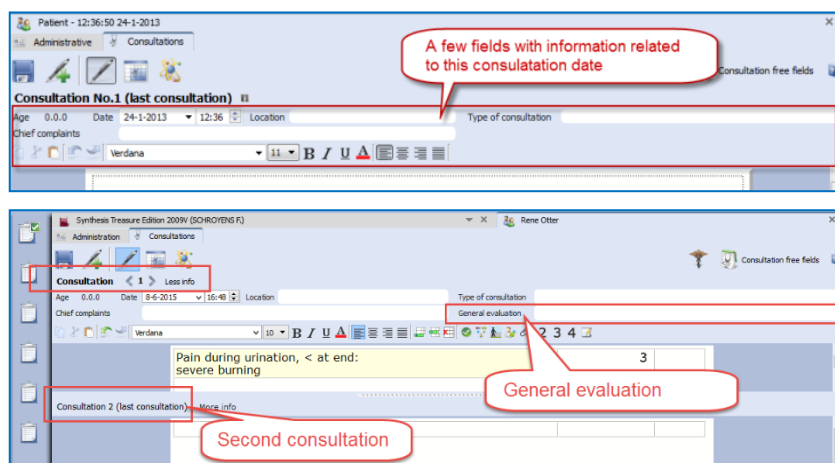 Patient - 12:36:50 24-1-2013
Administrative Consultations
A few fields with information related
to this consulatation date
Consultation free fields
Consultation No.1 (last consultation)
Age 0.0.0 Date 24-1-2013 12:36 Location Type of consultation
Chief complaints
Verdana 11 B I U A
Synthesis Treasure Edition 2009V (SCHROYENS F.) Rene Otter
Administration Consultations
Consultation free fields
Consultation 1 Less info
Age 0.0.0 Date 8-6-2015 16:48 Location Type of consultation
Chief complaints General evaluation
Verdana 10 B I U A 2 3 4
Pain during urination, < at end: 3
severe burning
General evaluation
Consultation 2 (last consultation) More info
Second consultation